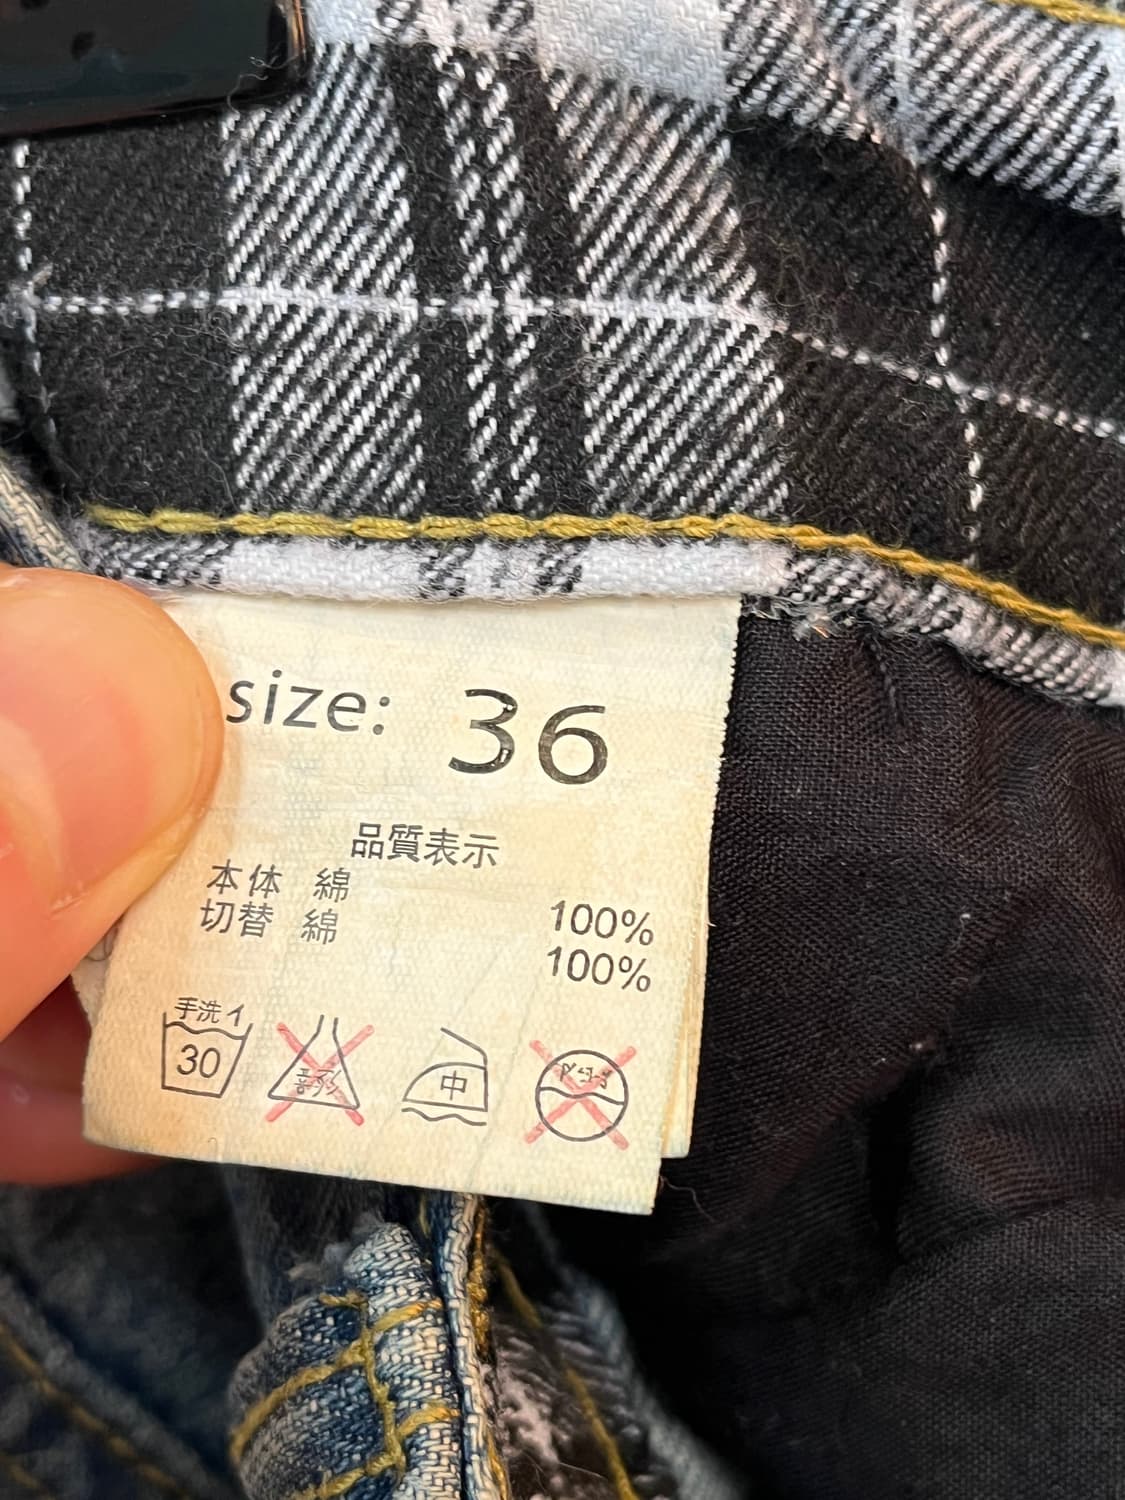 size: 36
品質表示
本体 綿 100%
切替 綿 100%
手洗イ
30
中